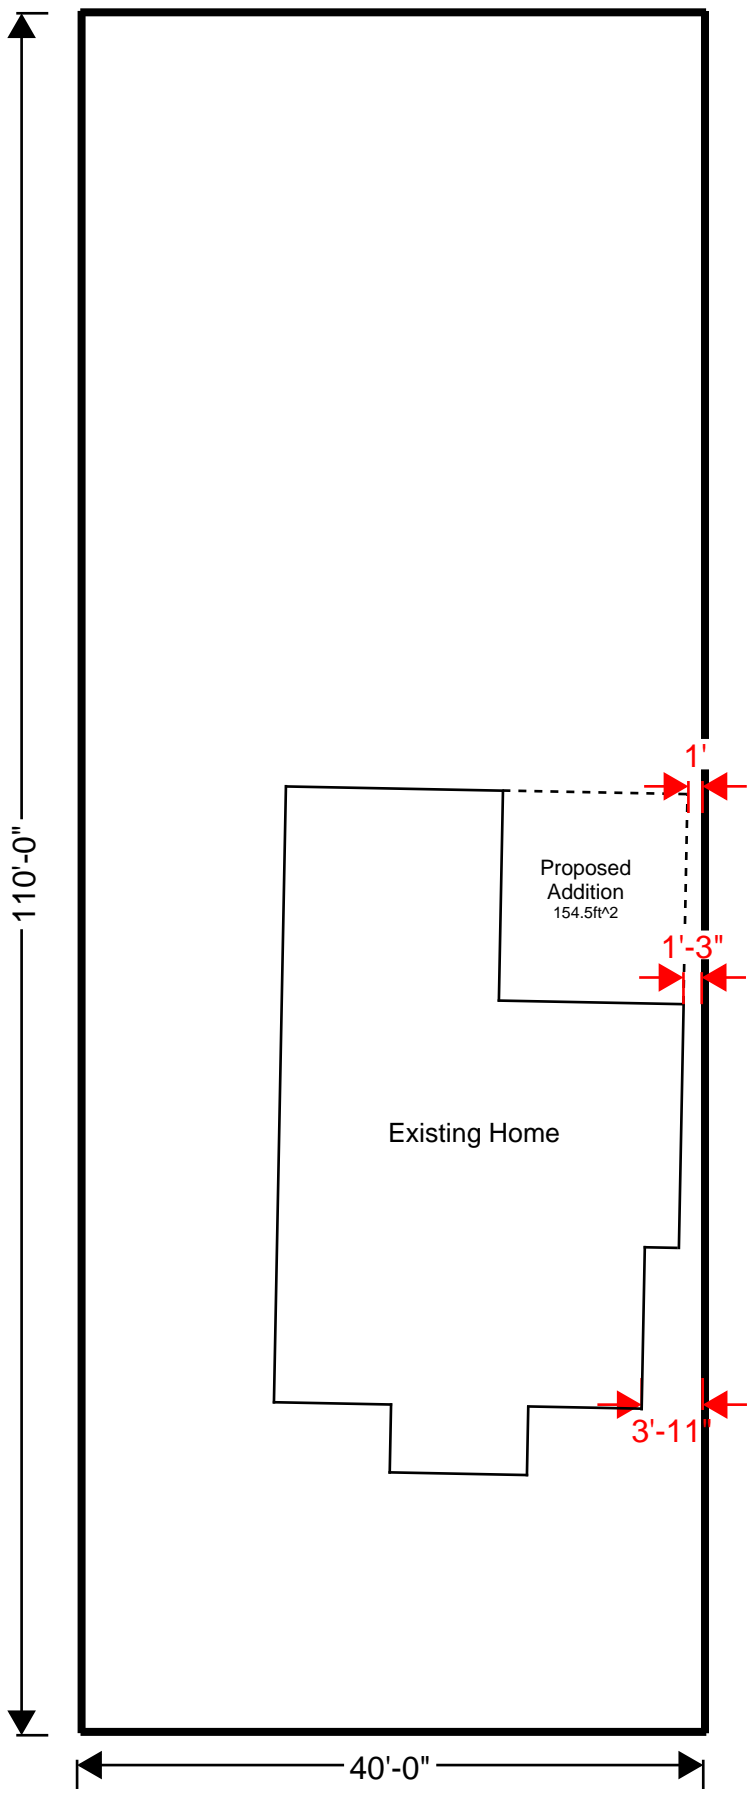 1'
Proposed
Addition
154.5ft^2
110'-0"
1'-3"
Existing Home
3'-11"
40'-0"